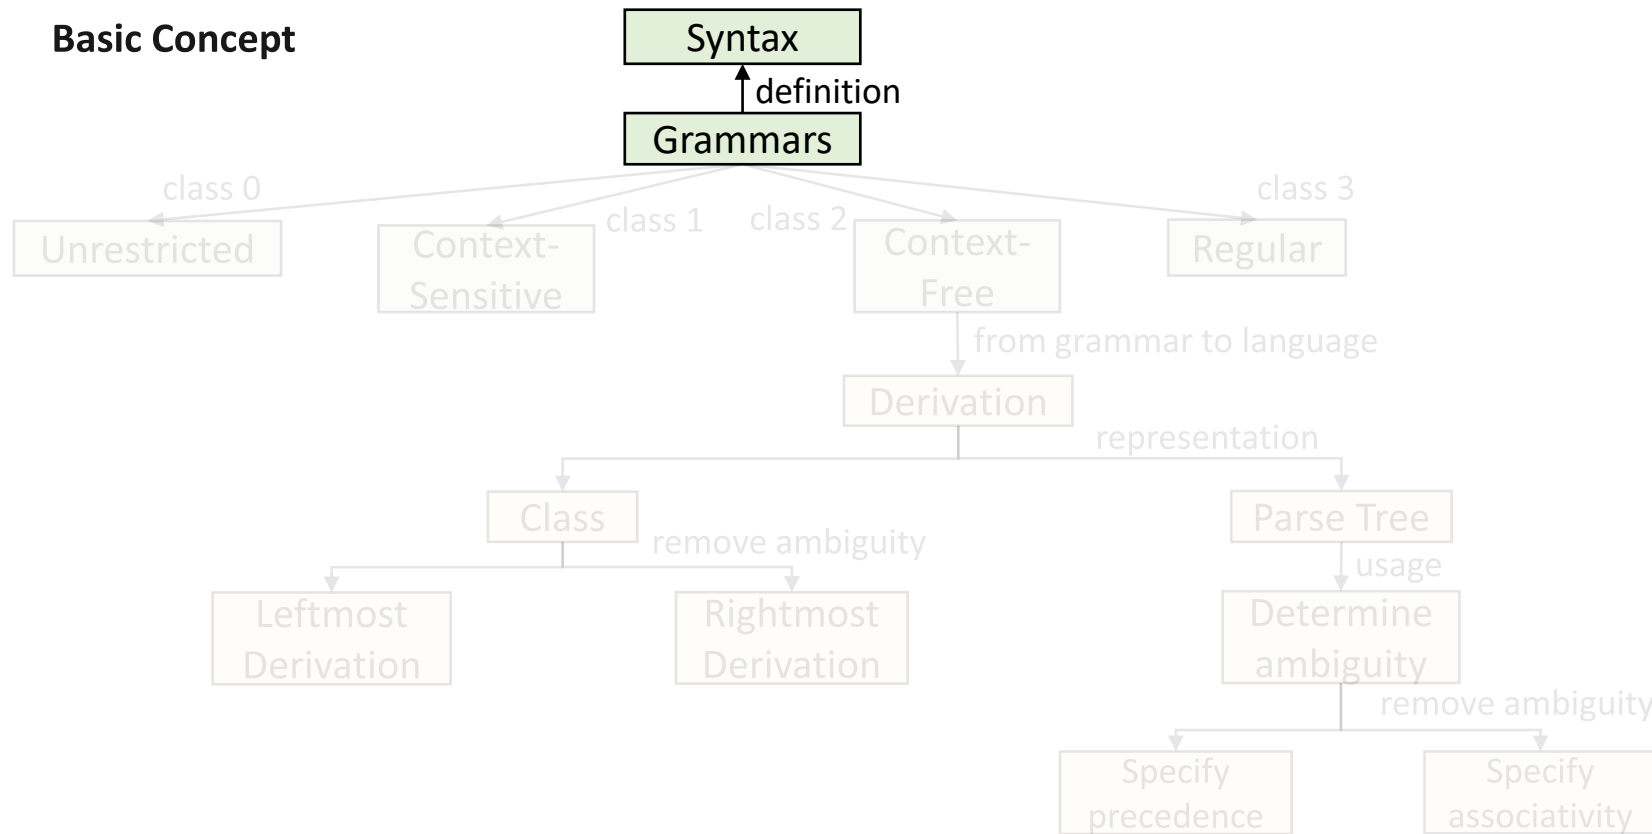 Basic Concept
Syntax
definition
Grammars
class 0
class 1
class 2
class 3
Unrestricted
Context-
Sensitive
Context-
Free
Regular
from grammar to language
Derivation
representation
Class
Parse Tree
remove ambiguity
usage
Leftmost
Derivation
Rightmost
Derivation
Determine
ambiguity
remove ambiguity
Specify
precedence
Specify
associativity